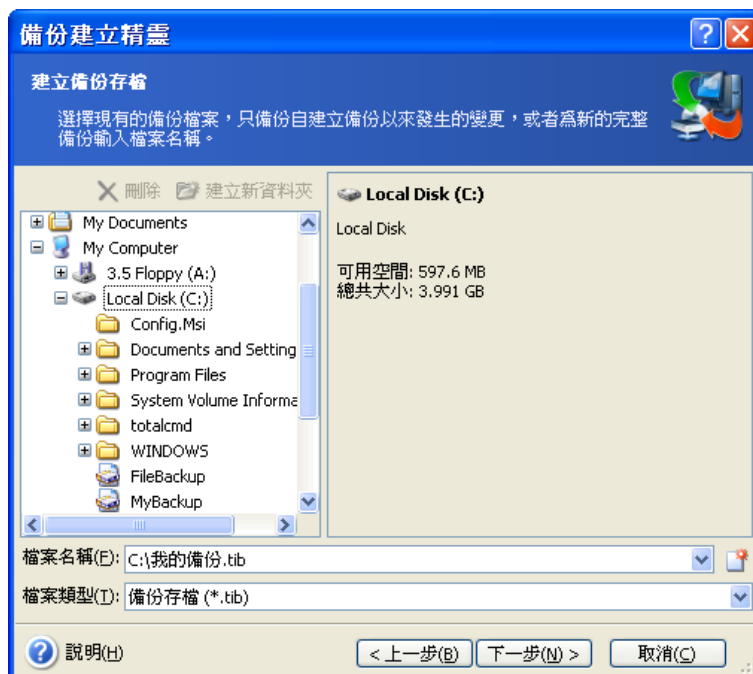 備份建立精靈
建立備份存檔
選擇現有的備份檔案，只備份自建立備份以來發生的變更，或者爲新的完整
備份輸入檔案名稱。
刪除 建立新資料夾
My Documents
My Computer
3.5 Floppy (A:)
Local Disk (C:)
Config.Msi
Documents and Setting
Program Files
System Volume Informa
totalcmd
WINDOWS
FileBackup
MyBackup
Local Disk (C:)
Local Disk
可用空間: 597.6 MB
總共大小: 3.991 GB
檔案名稱(F): C:\我的備份.tib
檔案類型(T): 備份存檔 (*.tib)
說明(H)
< 上一步(B) 下一步(N) > 取消(C)